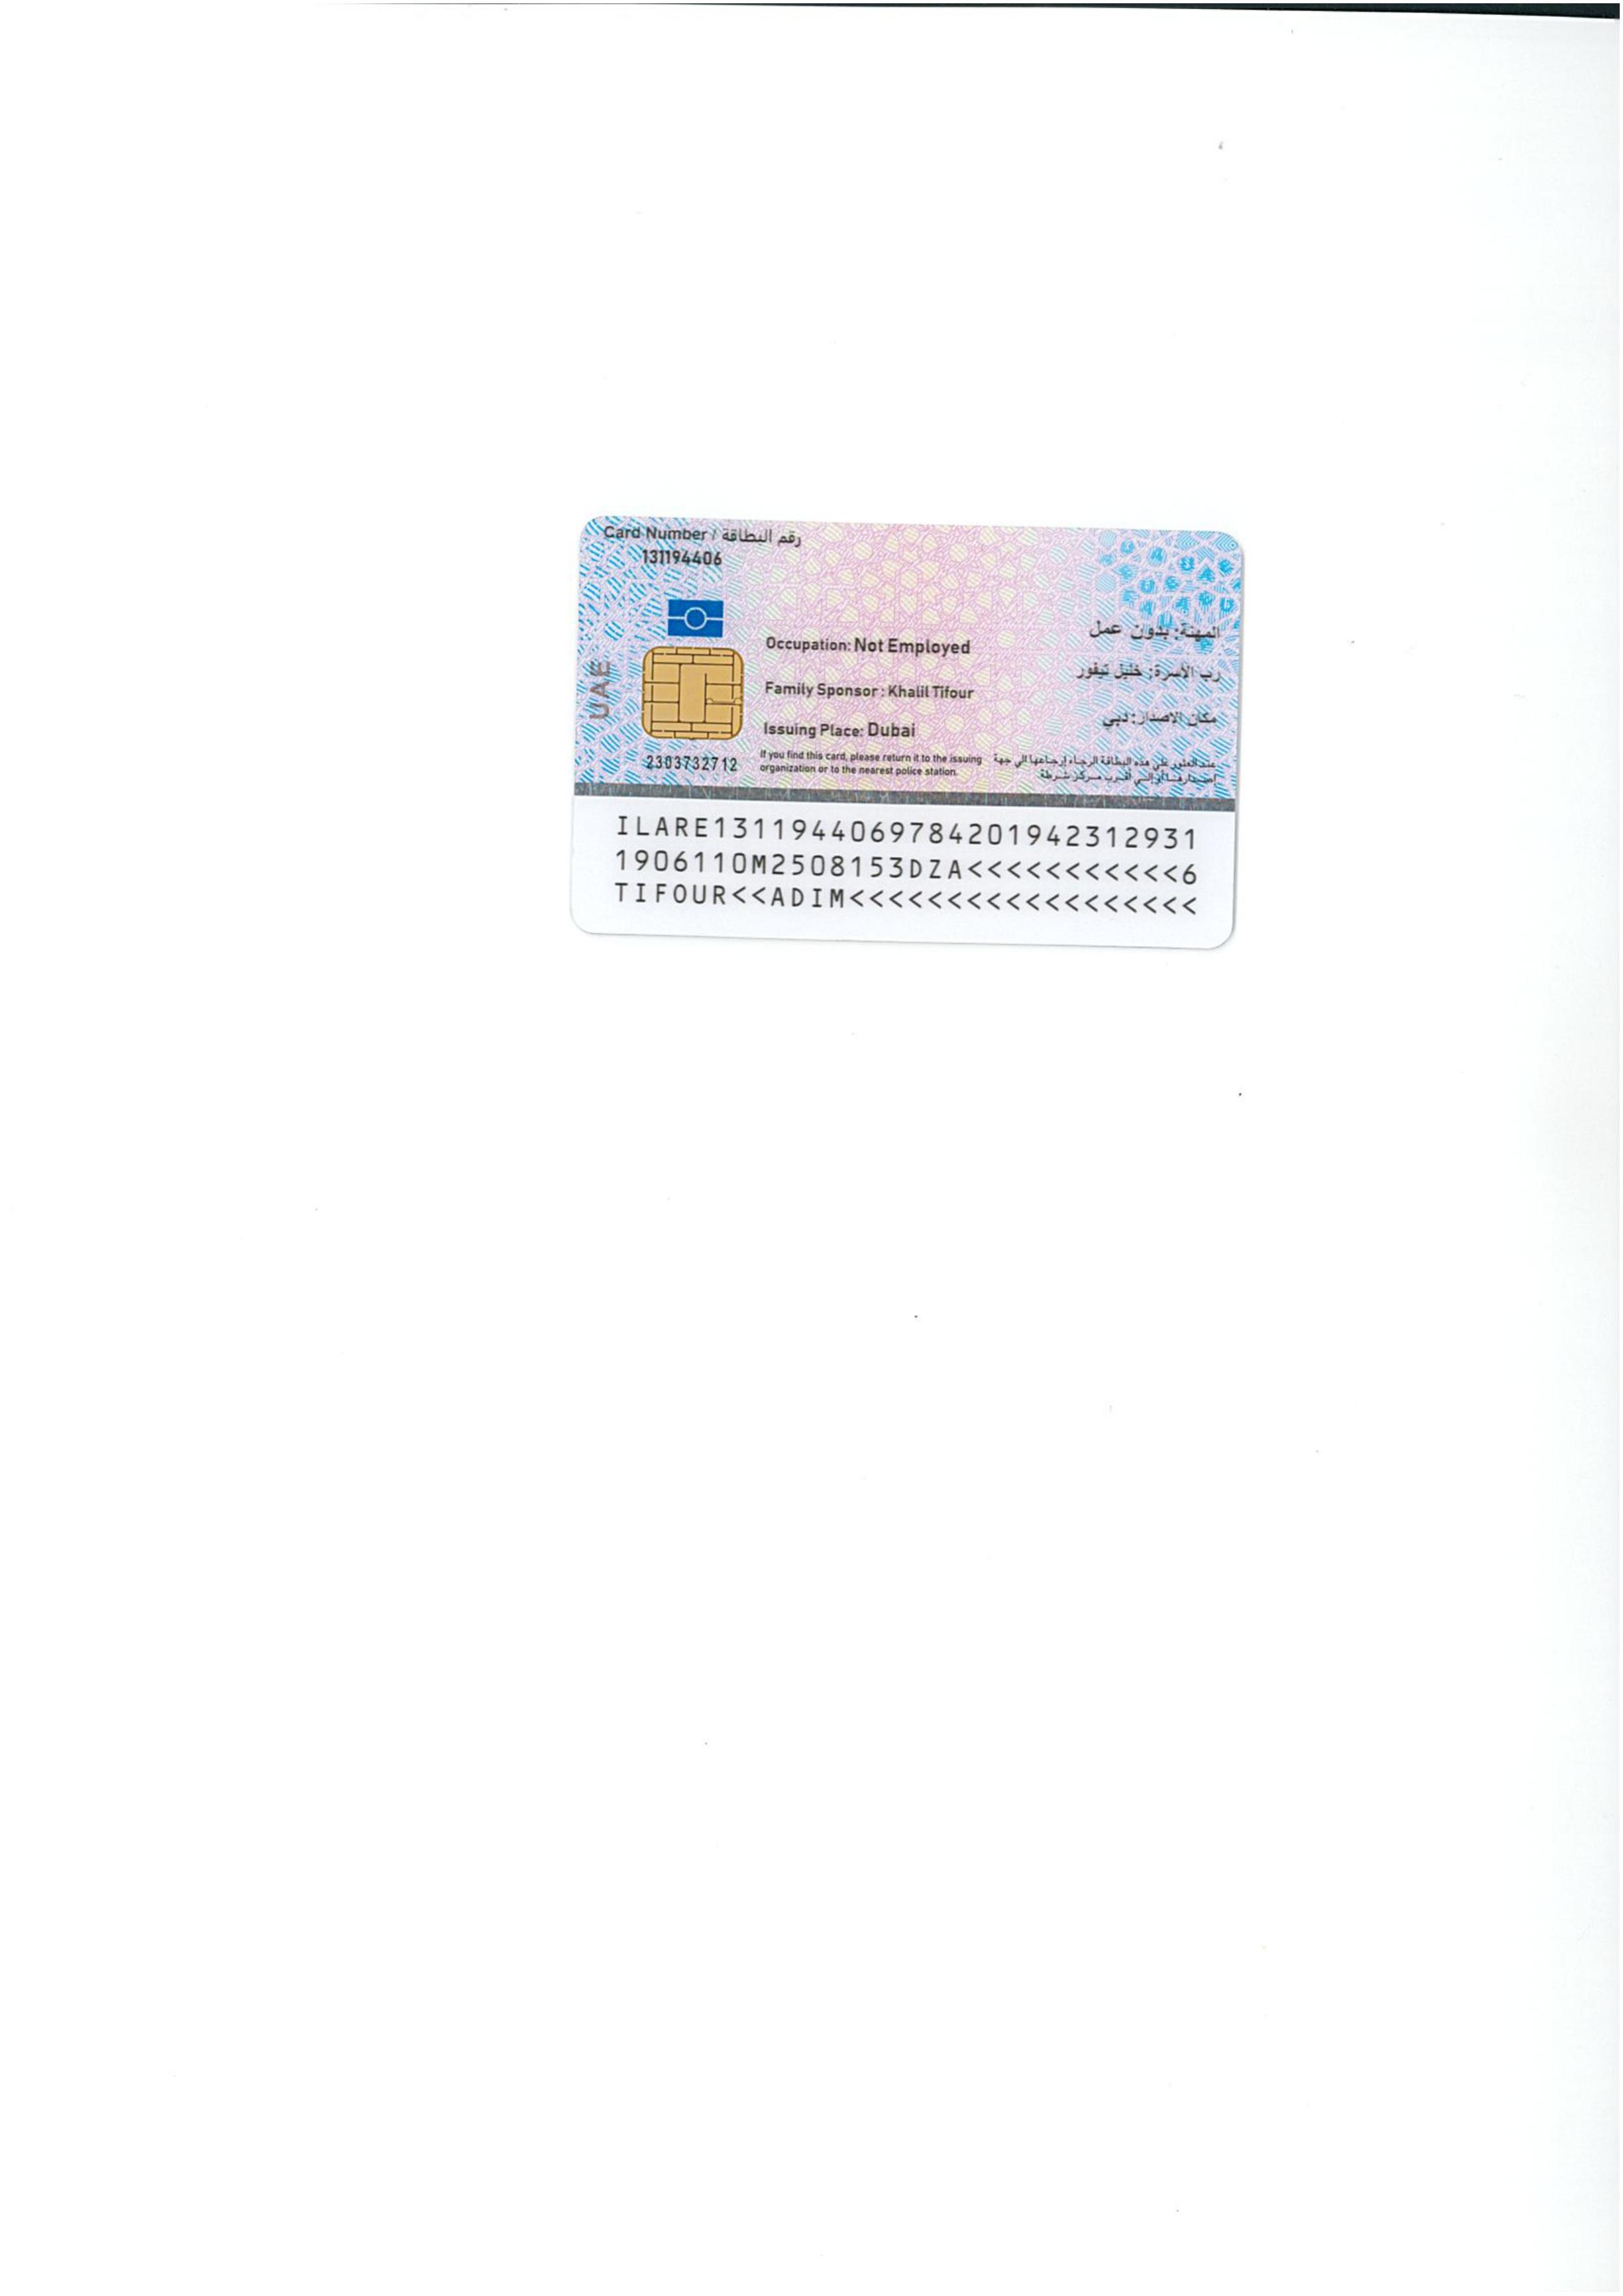 Card Number / رقم البطاقة
131194406
UAE
Occupation: Not Employed
المهنة: بدون عمل
Family Sponsor : Khalil Tifour
رب الأسرة: خليل تيفور
Issuing Place: Dubai
مكان الاصدار: دبي
2303732712
If you find this card, please return it to the issuing
organization or to the nearest police station.
عند العثور على هذه البطاقة الرجاء إرجاعها الى جهة
اصدارها أو إلى أقرب مركز شرطة
ILARE1311944069784201942312931
1906110M2508153DZA<<<<<<<<<<<6
TIFOUR<<ADIM<<<<<<<<<<<<<<<<<<